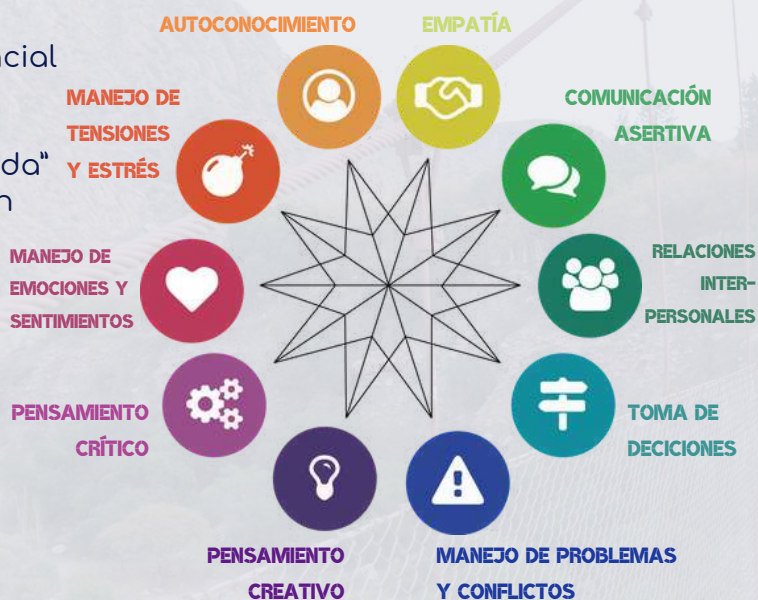 AUTOCONOCIMIENTO
EMPATÍA
MANEJO DE
TENSIONES
Y ESTRÉS
COMUNICACIÓN
ASERTIVA
MANEJO DE
EMOCIONES Y
SENTIMIENTOS
RELACIONES
INTER-
PERSONALES
PENSAMIENTO
CRÍTICO
TOMA DE
DECICIONES
PENSAMIENTO
CREATIVO
MANEJO DE PROBLEMAS
Y CONFLICTOS